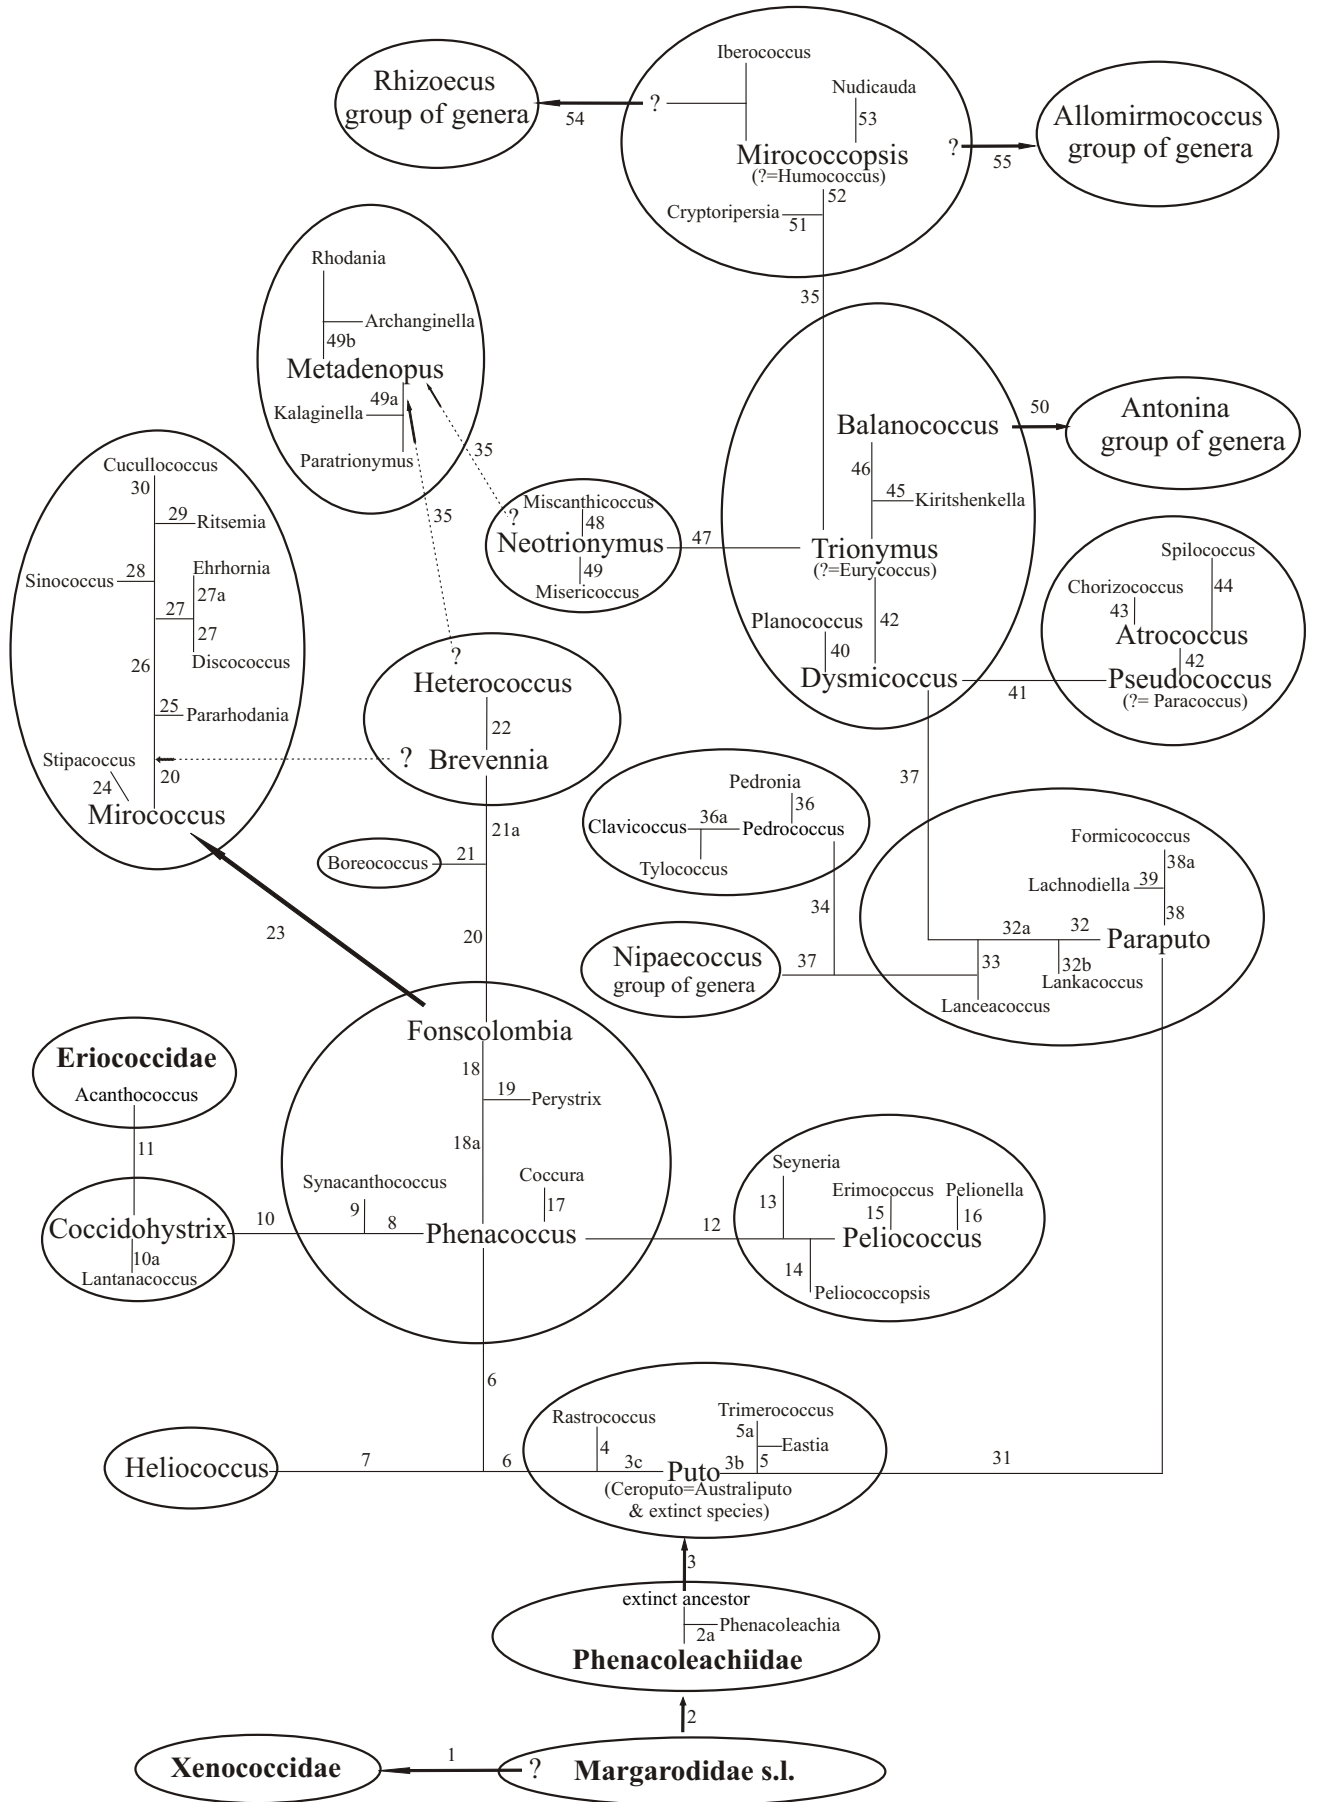 Iberococcus
Rhizoecus
group of genera
54
?
Nudicauda
53
Mirococcopsis
(?=Humococcus)
?
55
Allomirmococcus
group of genera
52
Cryptoripersia
51
35
Rhodania
Archanginella
49b
Metadenopus
49a
Kalaginella
Paratrionymus
35
35
Balanococcus
50
Antonina
group of genera
46
45
Kiritshenkella
Miscanthicoccus
?
48
Neotrionymus
47
49
Misericoccus
Trionymus
(?=Eurycoccus)
42
Planococcus
40
Dysmicoccus
41
Spilococcus
Chorizococcus
44
43
Atrococcus
42
Pseudococcus
(?= Paracoccus)
Cucullococcus
30
29
Ritsemia
Sinococcus
28
Ehrhornia
27a
27
27
Discococcus
26
25
Pararhodania
Stipacoccus
24
20
Mirococcus
?
Heterococcus
22
?
Brevennia
21a
Boreococcus
21
23
20
37
Pedronia
36
Clavicoccus
36a
Pedrococcus
Tylococcus
34
Nipaecoccus
group of genera
37
Formicococcus
38a
Lachnodiella
39
38
32a
32
Paraputo
33
32b
Lankacoccus
Lanceacoccus
Fonscolombia
18
19
Perystrix
18a
Eriococcidae
Acanthococcus
11
Synacanthococcus
Coccura
9
8
17
Coccidohystrix
10
Phenacoccus
10a
Lantanacoccus
12
Seyneria
13
Erimococcus
Pelionella
15
16
Peliococcus
14
Peliococcopsis
6
Heliococcus
7
6
Rastrococcus
4
3c
Trimerococcus
5a
Eastia
Puto
3b
5
(Ceroputo=Australiputo
& extinct species)
31
3
extinct ancestor
Phenacoleachia
2a
Phenacoleachiidae
2
Xenococcidae
1
?
Margarodidae s.l.